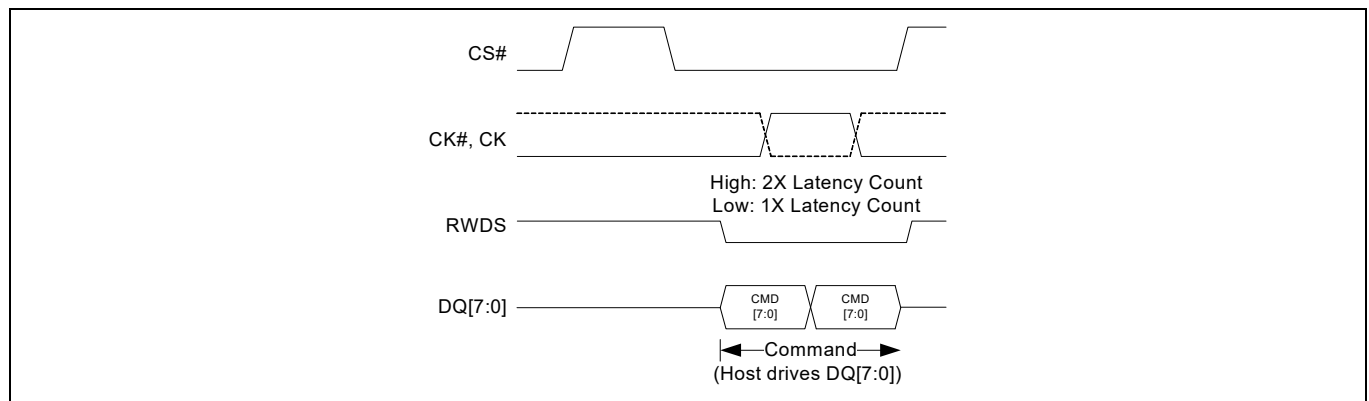 CS#
CK#, CK
High: 2X Latency Count
Low: 1X Latency Count
RWDS
DQ[7:0]
CMD
[7:0]
CMD
[7:0]
Command
(Host drives DQ[7:0])